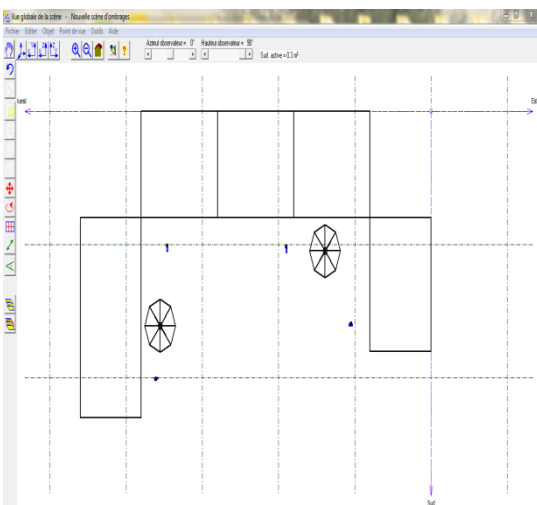 Vue globale de la scène - Nouvelle scène d'ombrages
Fichier Editer Objet Point de vue Outils Aide
Azimut observateur = 0° Hauteur observateur = 90°
Surf. active = 0.3 m²
uest Est
Sud